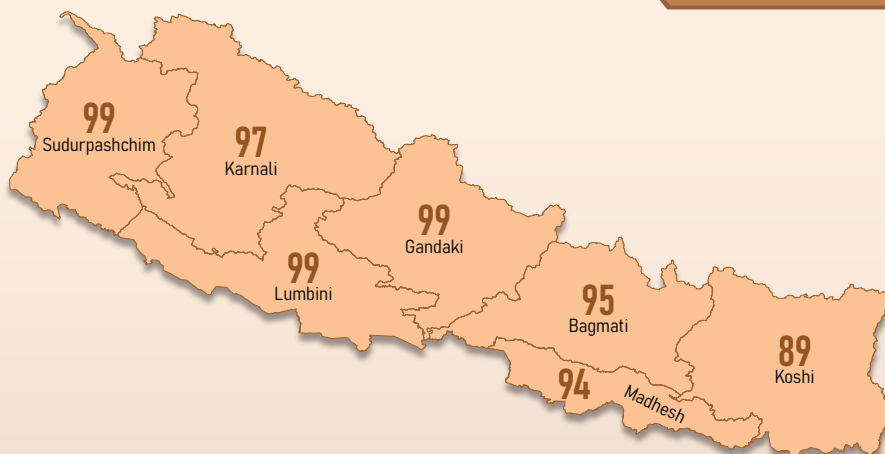 99
Sudurpashchim
97
Karnali
99
Gandaki
99
Lumbini
95
Bagmati
89
Koshi
94
Madhesh